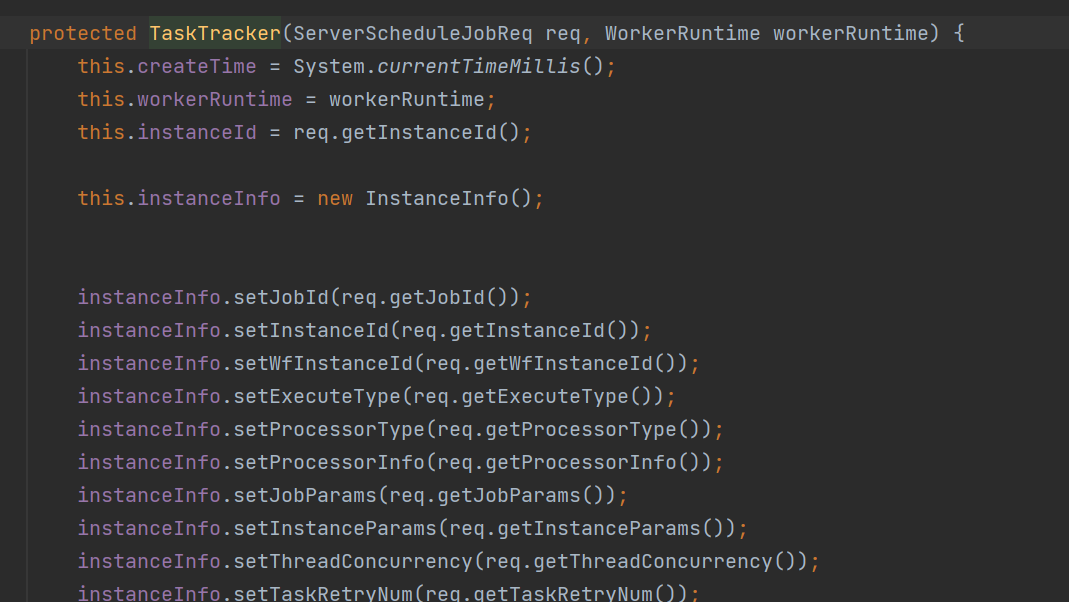 protected TaskTracker(ServerScheduleJobReq req, WorkerRuntime workerRuntime) {
this.createTime = System.currentTimeMillis();
this.workerRuntime = workerRuntime;
this.instanceId = req.getInstanceId();
this.instanceInfo = new InstanceInfo();
instanceInfo.setJobId(req.getJobId());
instanceInfo.setInstanceId(req.getInstanceId());
instanceInfo.setWfInstanceId(req.getWfInstanceId());
instanceInfo.setExecuteType(req.getExecuteType());
instanceInfo.setProcessorType(req.getProcessorType());
instanceInfo.setProcessorInfo(req.getProcessorInfo());
instanceInfo.setJobParams(req.getJobParams());
instanceInfo.setInstanceParams(req.getInstanceParams());
instanceInfo.setThreadConcurrency(req.getThreadConcurrency());
instanceInfo.setTaskRetryNum(req.getTaskRetryNum());